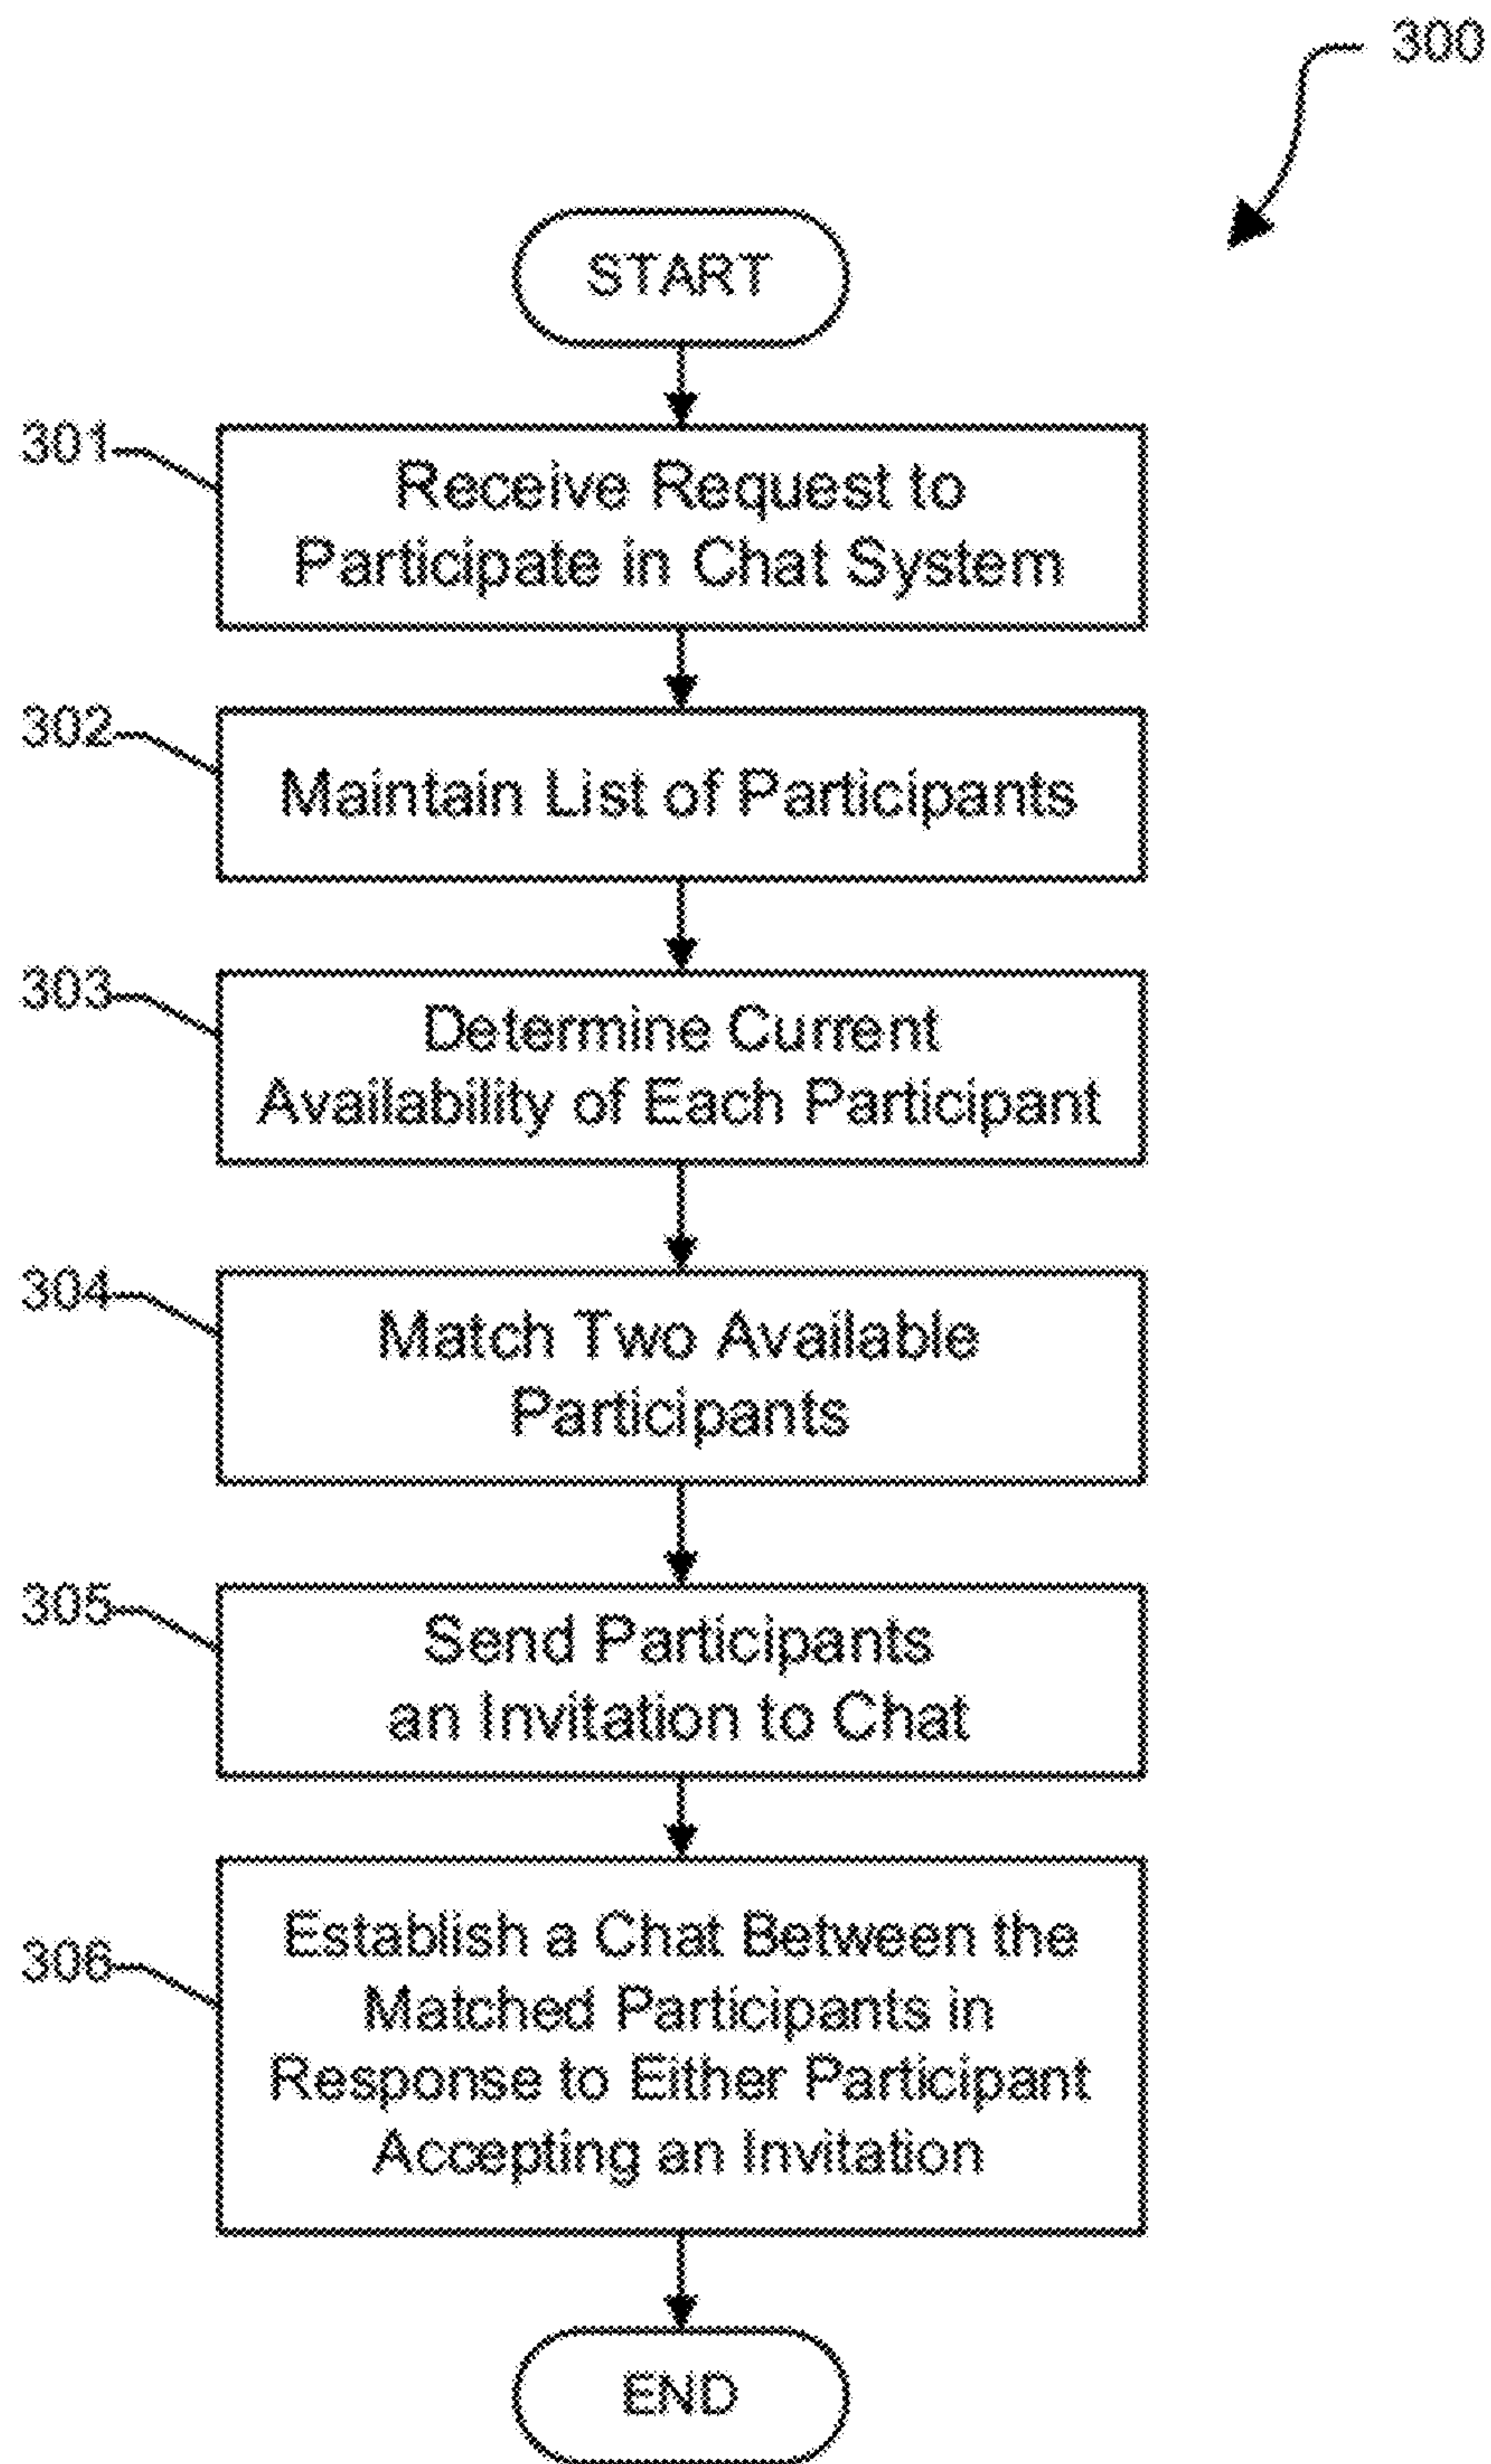 300
START
301
Receive Request to
Participate in Chat System
302
Maintain List of Participants
303
Determine Current
Availability of Each Participant
304
Match Two Available
Participants
305
Send Participants
an Invitation to Chat
306
Establish a Chat Between the
Matched Participants in
Response to Either Participant
Accepting an Invitation
END